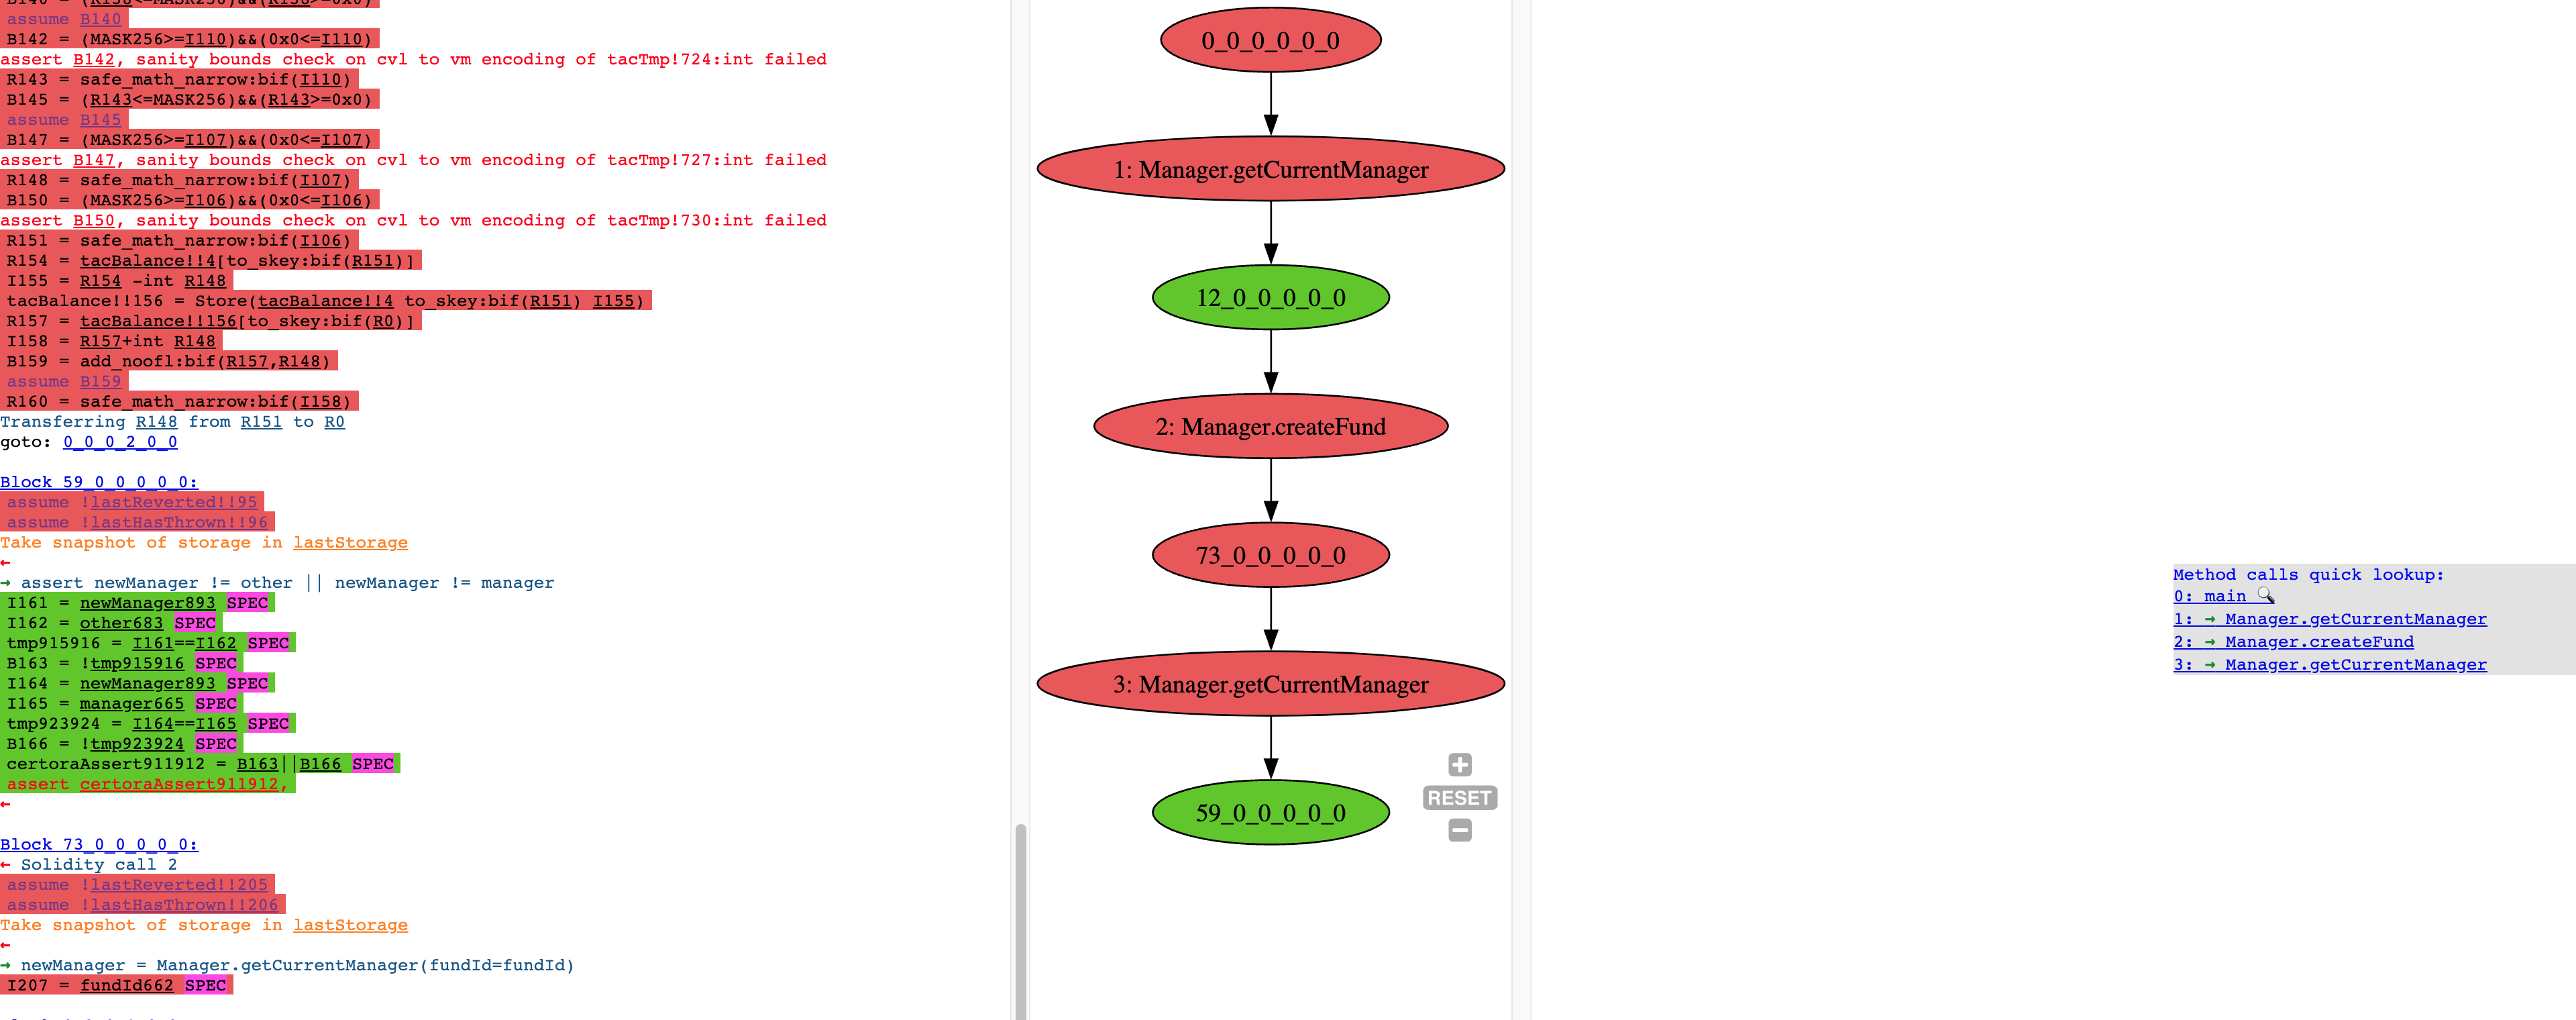 assume B140
B142 = (MASK256>=I110)&&(0x0<=I110)
assert B142, sanity bounds check on cvl to vm encoding of tacTmp!724:int failed
R143 = safe_math_narrow:bif(I110)
B145 = (R143<=MASK256)&&(R143>=0x0)
assume B145
B147 = (MASK256>=I107)&&(0x0<=I107)
assert B147, sanity bounds check on cvl to vm encoding of tacTmp!727:int failed
R148 = safe_math_narrow:bif(I107)
B150 = (MASK256>=I106)&&(0x0<=I106)
assert B150, sanity bounds check on cvl to vm encoding of tacTmp!730:int failed
R151 = safe_math_narrow:bif(I106)
R154 = tacBalance!!4[to_skey:bif(R151)]
I155 = R154 -int R148
tacBalance!!156 = Store(tacBalance!!4 to_skey:bif(R151) I155)
R157 = tacBalance!!156[to_skey:bif(R0)]
I158 = R157+int R148
B159 = add_noofl:bif(R157,R148)
assume B159
R160 = safe_math_narrow:bif(I158)
Transferring R148 from R151 to R0
goto: 0_0_0_2_0_0
Block 59_0_0_0_0_0:
assume !lastReverted!!95
assume !lastHasThrown!!96
Take snapshot of storage in lastStorage
←
→ assert newManager != other || newManager != manager
I161 = newManager893 SPEC
I162 = other683 SPEC
tmp915916 = I161==I162 SPEC
B163 = !tmp915916 SPEC
I164 = newManager893 SPEC
I165 = manager665 SPEC
tmp923924 = I164==I165 SPEC
B166 = !tmp923924 SPEC
certoraAssert911912 = B163||B166 SPEC
assert certoraAssert911912,
←
Block 73_0_0_0_0_0:
← Solidity call 2
assume !lastReverted!!205
assume !lastHasThrown!!206
Take snapshot of storage in lastStorage
←
→ newManager = Manager.getCurrentManager(fundId=fundId)
I207 = fundId662 SPEC
0_0_0_0_0_0
1: Manager.getCurrentManager
12_0_0_0_0_0
2: Manager.createFund
73_0_0_0_0_0
3: Manager.getCurrentManager
59_0_0_0_0_0
+
RESET
−
Method calls quick lookup:
0: main
1: → Manager.getCurrentManager
2: → Manager.createFund
3: → Manager.getCurrentManager